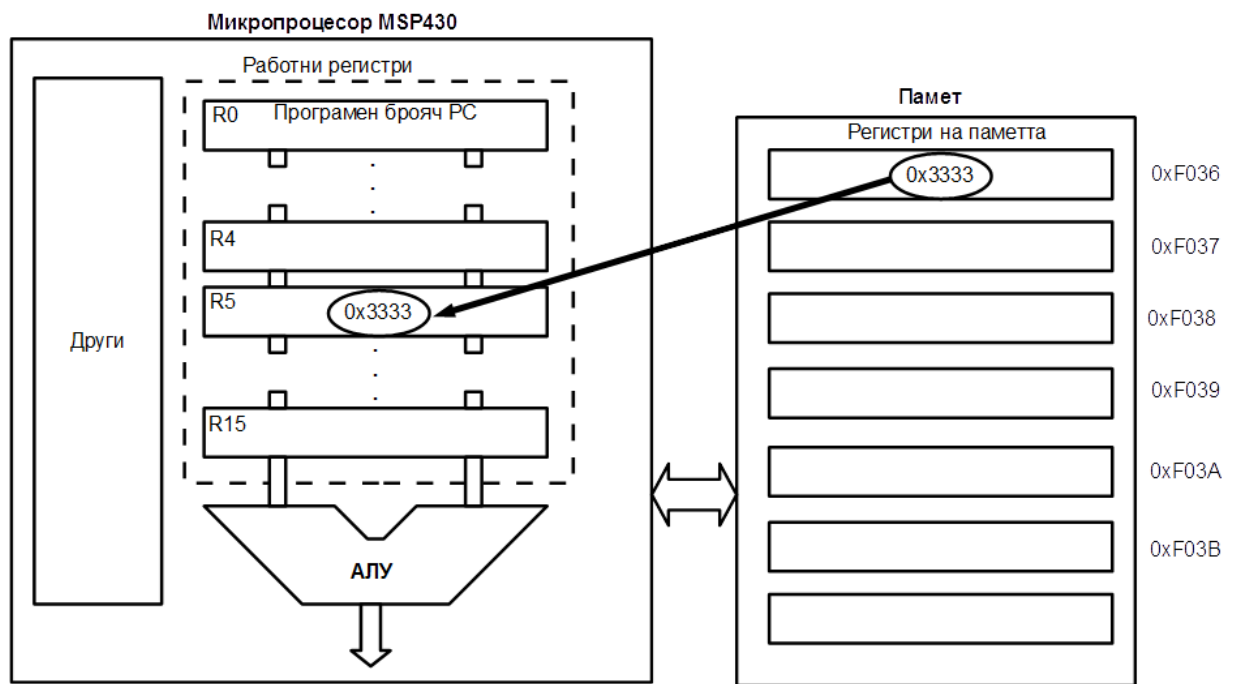 Микропроцесор MSP430
Работни регистри
R0 Програмен брояч PC
R4
R5 0x3333
R15
АЛУ
Други
Памет
Регистри на паметта
0x3333
0xF036
0xF037
0xF038
0xF039
0xF03A
0xF03B